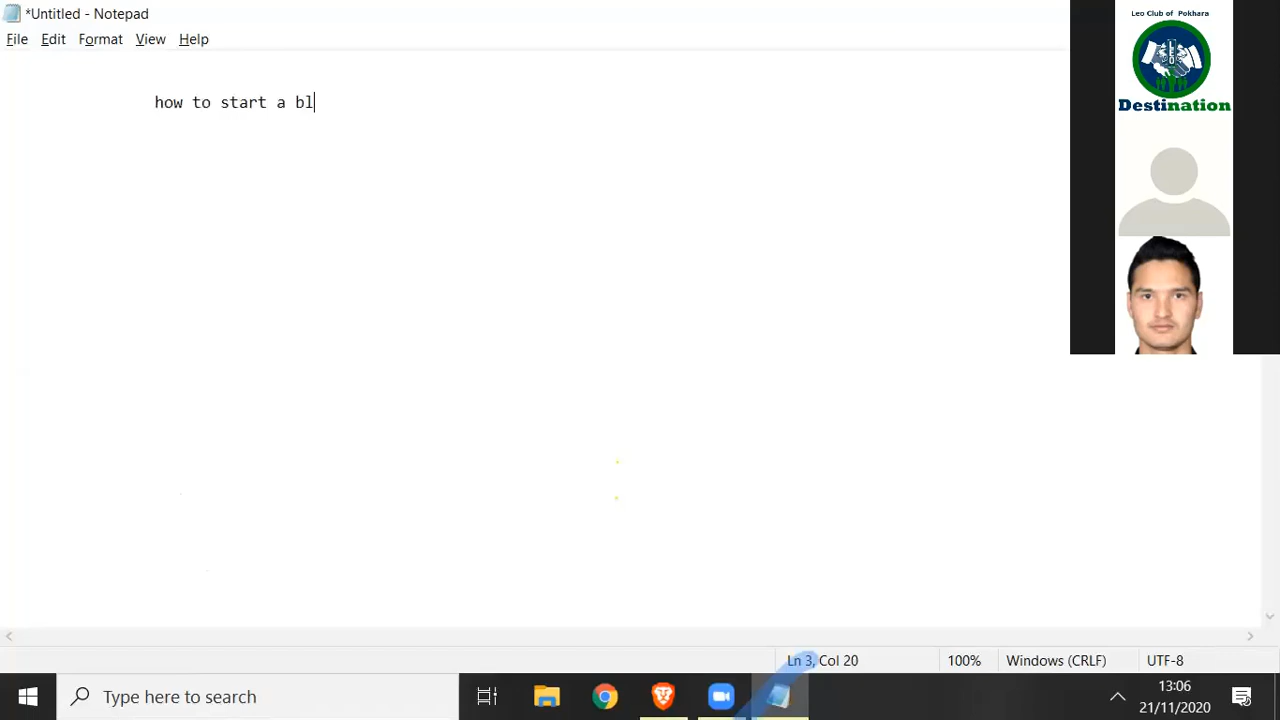 *Untitled - Notepad
File Edit Format View Help
how to start a bl
Leo Club of Pokhara
LEO
Destination
Ln 3, Col 20 100% Windows (CRLF) UTF-8
Type here to search
13:06
21/11/2020